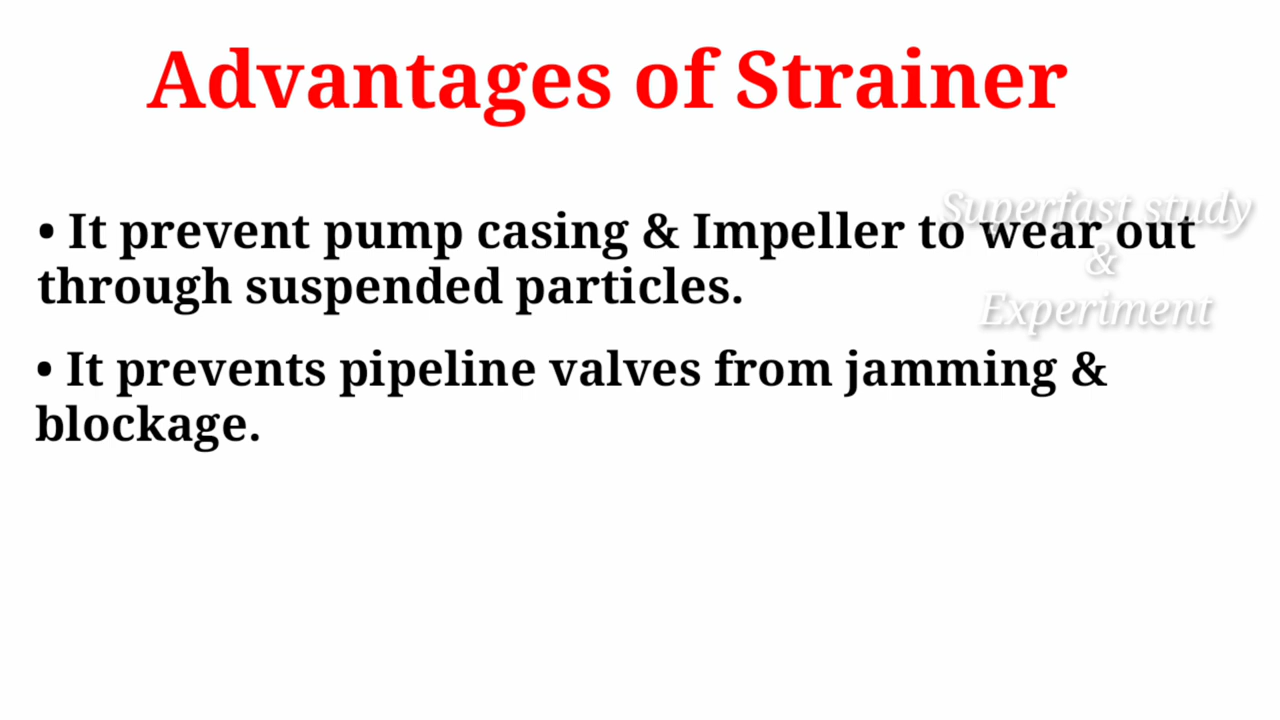 Advantages of Strainer
• It prevent pump casing & Impeller to wear out
through suspended particles.
• It prevents pipeline valves from jamming &
blockage.
Superfast study
&
Experiment